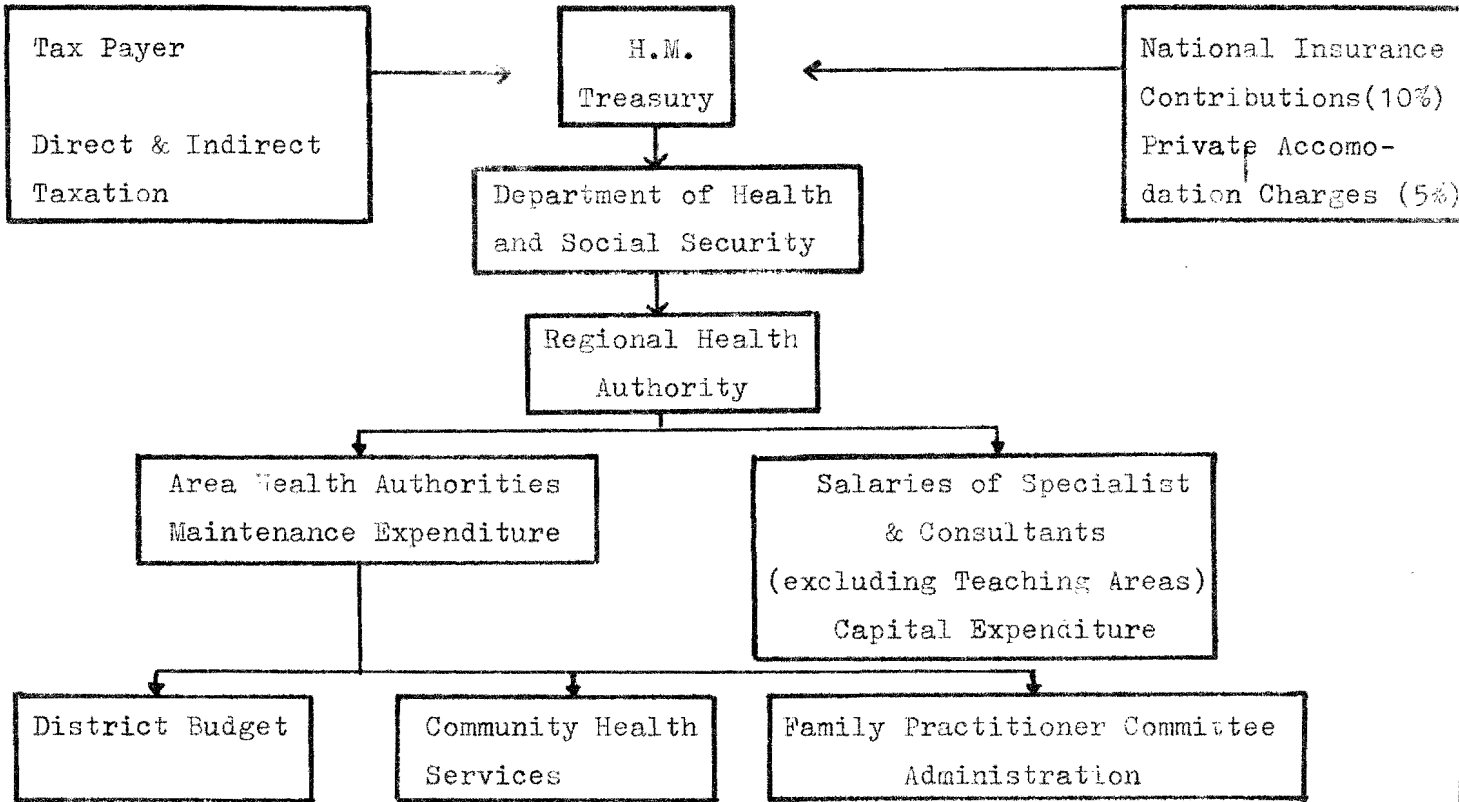 Tax Payer
Direct & Indirect
Taxation
H.M.
Treasury
National Insurance
Contributions(10%)
Private Accomo-
dation Charges (5%)
Department of Health
and Social Security
Regional Health
Authority
Area Health Authorities
Maintenance Expenditure
Salaries of Specialist
& Consultants
(excluding Teaching Areas)
Capital Expenditure
District Budget
Community Health
Services
Family Practitioner Committee
Administration